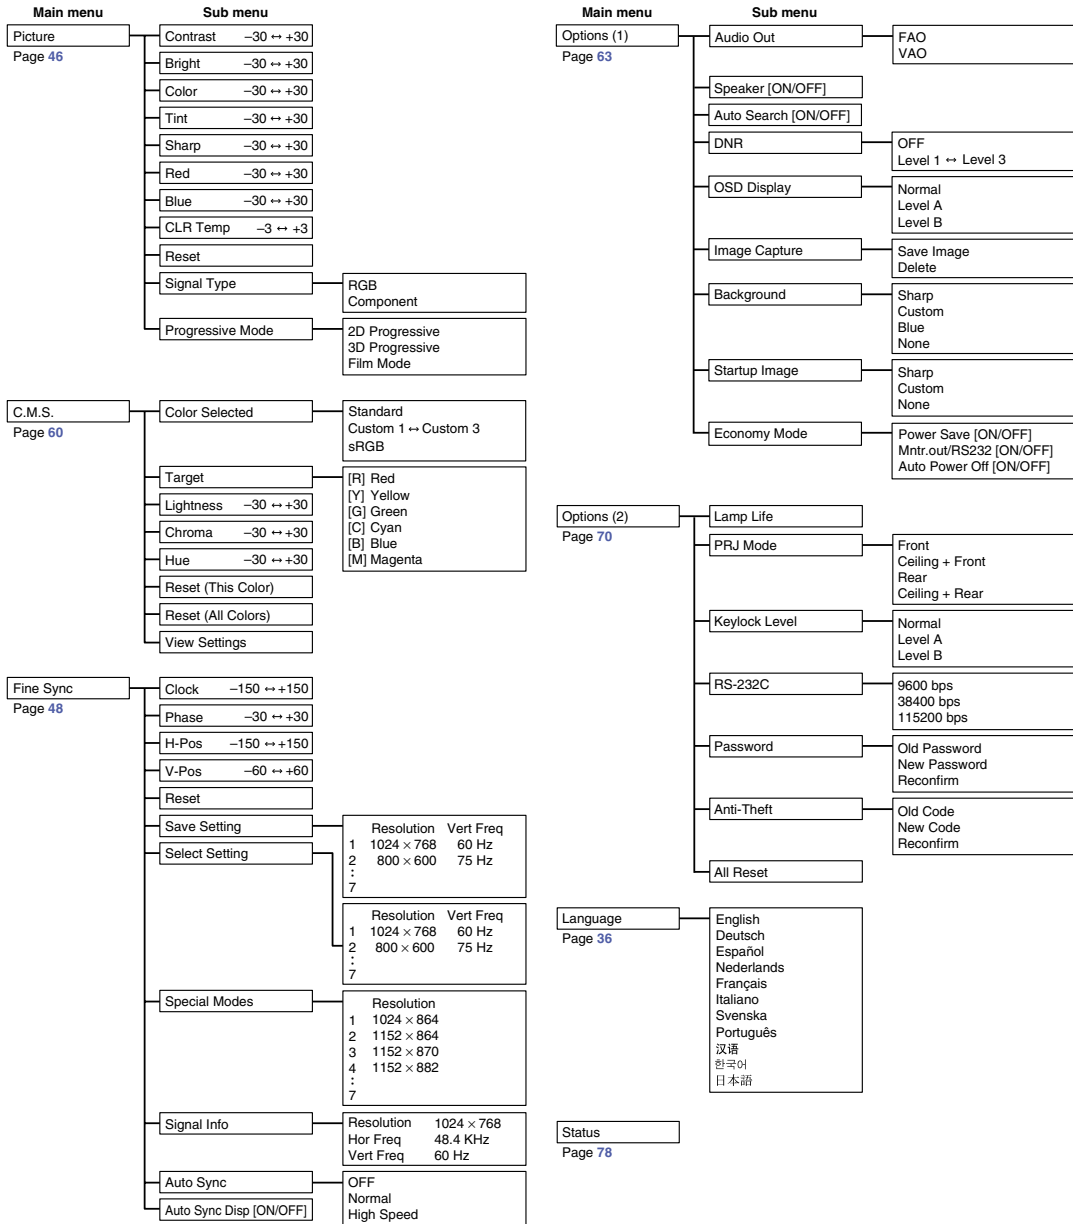 Main menu Sub menu
Picture
Page 46
Contrast –30 ↔ +30
Bright –30 ↔ +30
Color –30 ↔ +30
Tint –30 ↔ +30
Sharp –30 ↔ +30
Red –30 ↔ +30
Blue –30 ↔ +30
CLR Temp –3 ↔ +3
Reset
Signal Type
RGB
Component
Progressive Mode
2D Progressive
3D Progressive
Film Mode
C.M.S.
Page 60
Color Selected
Standard
Custom 1 ↔ Custom 3
sRGB
Target
[R] Red
[Y] Yellow
[G] Green
[C] Cyan
[B] Blue
[M] Magenta
Lightness –30 ↔ +30
Chroma –30 ↔ +30
Hue –30 ↔ +30
Reset (This Color)
Reset (All Colors)
View Settings
Fine Sync
Page 48
Clock –150 ↔ +150
Phase –30 ↔ +30
H-Pos –150 ↔ +150
V-Pos –60 ↔ +60
Reset
Save Setting
Resolution Vert Freq
1 1024 × 768 60 Hz
2 800 × 600 75 Hz
:
7
Select Setting
Resolution Vert Freq
1 1024 × 768 60 Hz
2 800 × 600 75 Hz
:
7
Special Modes
Resolution
1 1024 × 864
2 1152 × 864
3 1152 × 870
4 1152 × 882
:
7
Signal Info
Resolution 1024 × 768
Hor Freq 48.4 KHz
Vert Freq 60 Hz
Auto Sync
OFF
Normal
High Speed
Auto Sync Disp [ON/OFF]
Main menu Sub menu
Options (1)
Page 63
Audio Out
FAO
VAO
Speaker [ON/OFF]
Auto Search [ON/OFF]
DNR
OFF
Level 1 ↔ Level 3
OSD Display
Normal
Level A
Level B
Image Capture
Save Image
Delete
Background
Sharp
Custom
Blue
None
Startup Image
Sharp
Custom
None
Economy Mode
Power Save [ON/OFF]
Mntr.out/RS232 [ON/OFF]
Auto Power Off [ON/OFF]
Options (2)
Page 70
Lamp Life
PRJ Mode
Front
Ceiling + Front
Rear
Ceiling + Rear
Keylock Level
Normal
Level A
Level B
RS-232C
9600 bps
38400 bps
115200 bps
Password
Old Password
New Password
Reconfirm
Anti-Theft
Old Code
New Code
Reconfirm
All Reset
Language
Page 36
English
Deutsch
Español
Nederlands
Français
Italiano
Svenska
Português
汉语
한국어
日本語
Status
Page 78